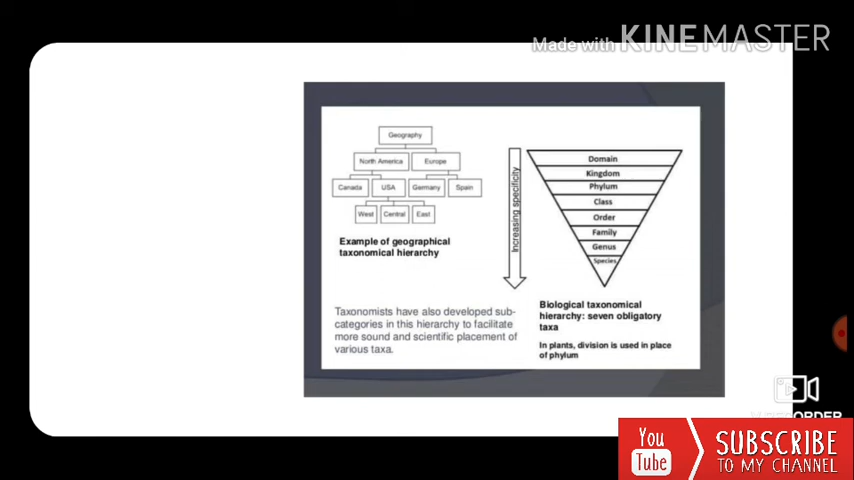 Made with KINEMASTER
Geography
North America Europe
Canada USA Germany Spain
West Central East
Example of geographical
taxonomical hierarchy
Taxonomists have also developed sub-
categories in this hierarchy to facilitate
more sound and scientific placement of
various taxa.
Increasing specificity
Domain
Kingdom
Phylum
Class
Order
Family
Genus
Species
Biological taxonomical
hierarchy: seven obligatory
taxa
In plants, division is used in place
of phylum
You
Tube
SUBSCRIBE
TO MY CHANNEL